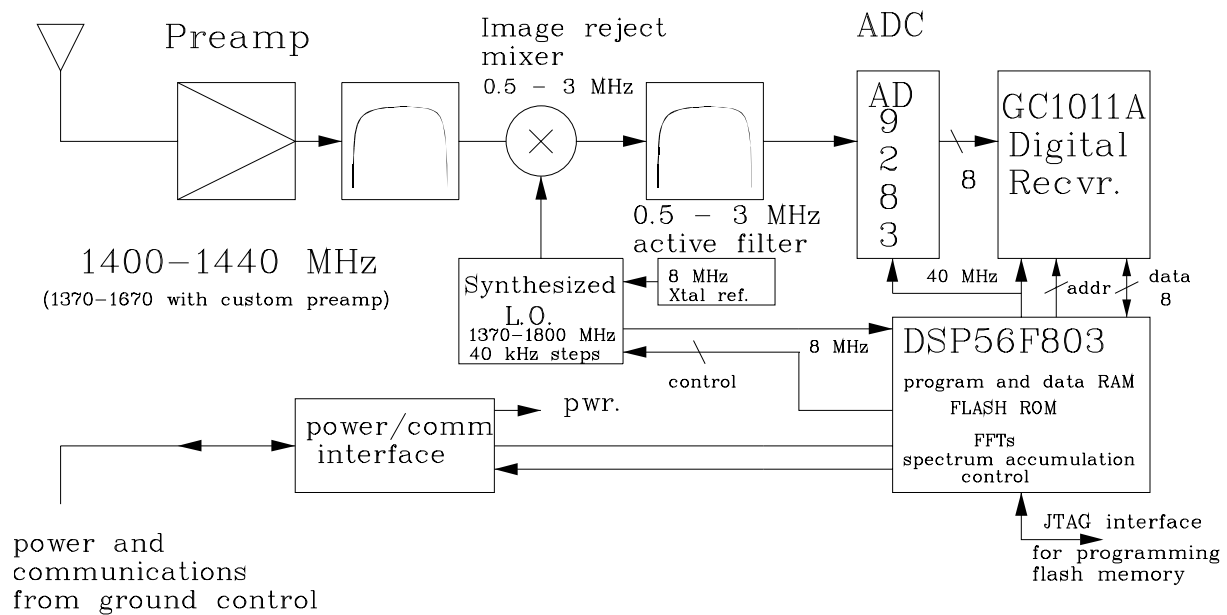 Preamp
Image reject
mixer
0.5 - 3 MHz
ADC
AD
9
2
8
3
8
GC1011A
Digital
Recvr.
0.5 - 3 MHz
active filter
1400-1440 MHz
(1370-1670 with custom preamp)
Synthesized
L.O.
1370-1800 MHz
40 kHz steps
8 MHz
Xtal ref.
40 MHz
addr
data
8
8 MHz
control
DSP56F803
program and data RAM
FLASH ROM
FFTs
spectrum accumulation
control
pwr.
power/comm
interface
JTAG interface
for programming
flash memory
power and
communications
from ground control